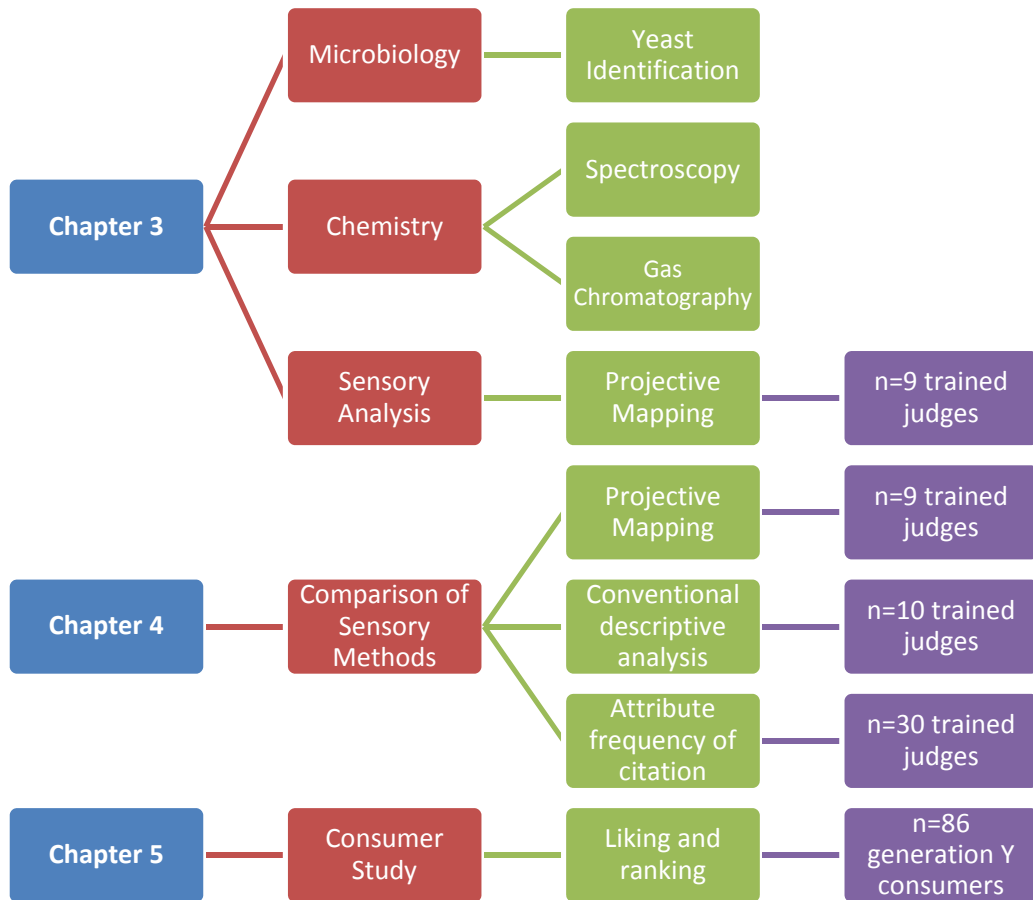 Microbiology
Yeast
Identification
Spectroscopy
Chapter 3
Chemistry
Gas
Chromatography
Sensory
Analysis
Projective
Mapping
n=9 trained
judges
Projective
Mapping
n=9 trained
judges
Chapter 4
Comparison of
Sensory
Methods
Conventional
descriptive
analysis
n=10 trained
judges
Attribute
frequency of
citation
n=30 trained
judges
Chapter 5
Consumer
Study
Liking and
ranking
n=86
generation Y
consumers